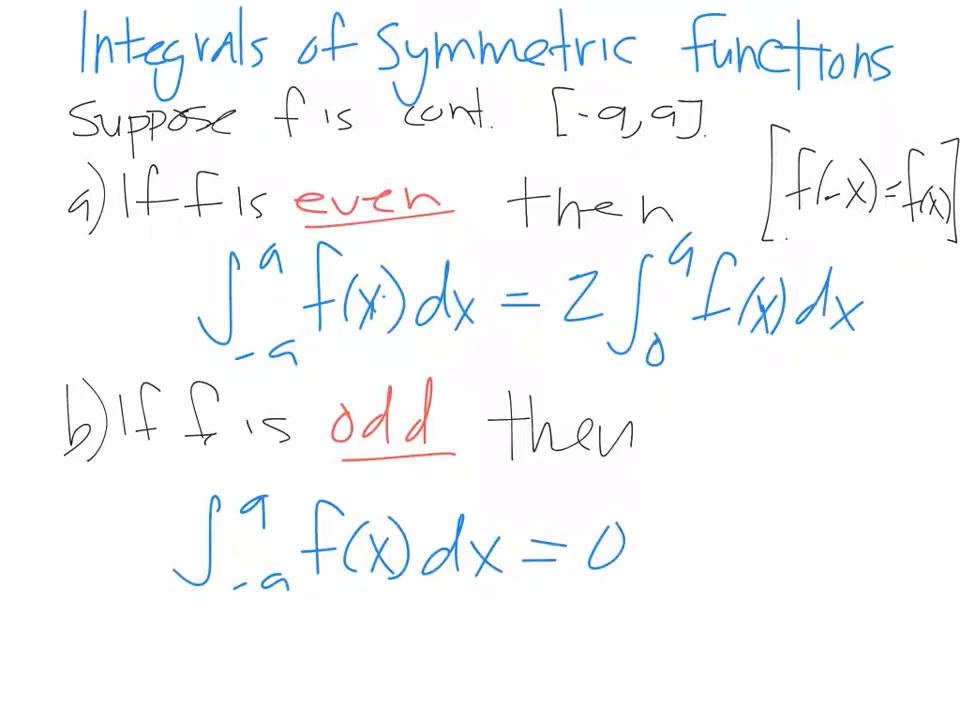 Integrals of Symmetric Functions
Suppose f is cont. [-a, a].
a) If f is even then [f(-x) = f(x)]
∫_{-a}^{a} f(x) dx = 2 ∫_{0}^{a} f(x) dx
b) If f is odd then
∫_{-a}^{a} f(x) dx = 0